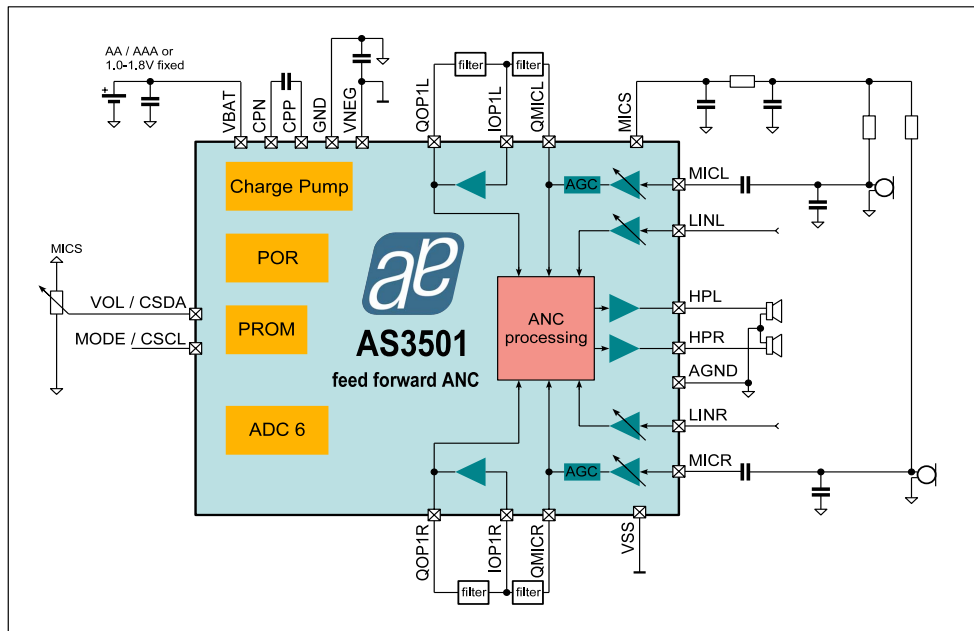 AA / AAA or
1.0-1.8V fixed
+
VBAT
CPN
CPP
GND
VNEG
QOP1L
filter
IOP1L
filter
QMICL
MICS
Charge Pump
POR
PROM
ADC 6
MICS
VOL / CSDA
MODE / CSCL
ae
AS3501
feed forward ANC
AGC
ANC
processing
AGC
MICL
LINL
HPL
HPR
AGND
LINR
MICR
QOP1R
filter
IOP1R
filter
QMICR
VSS